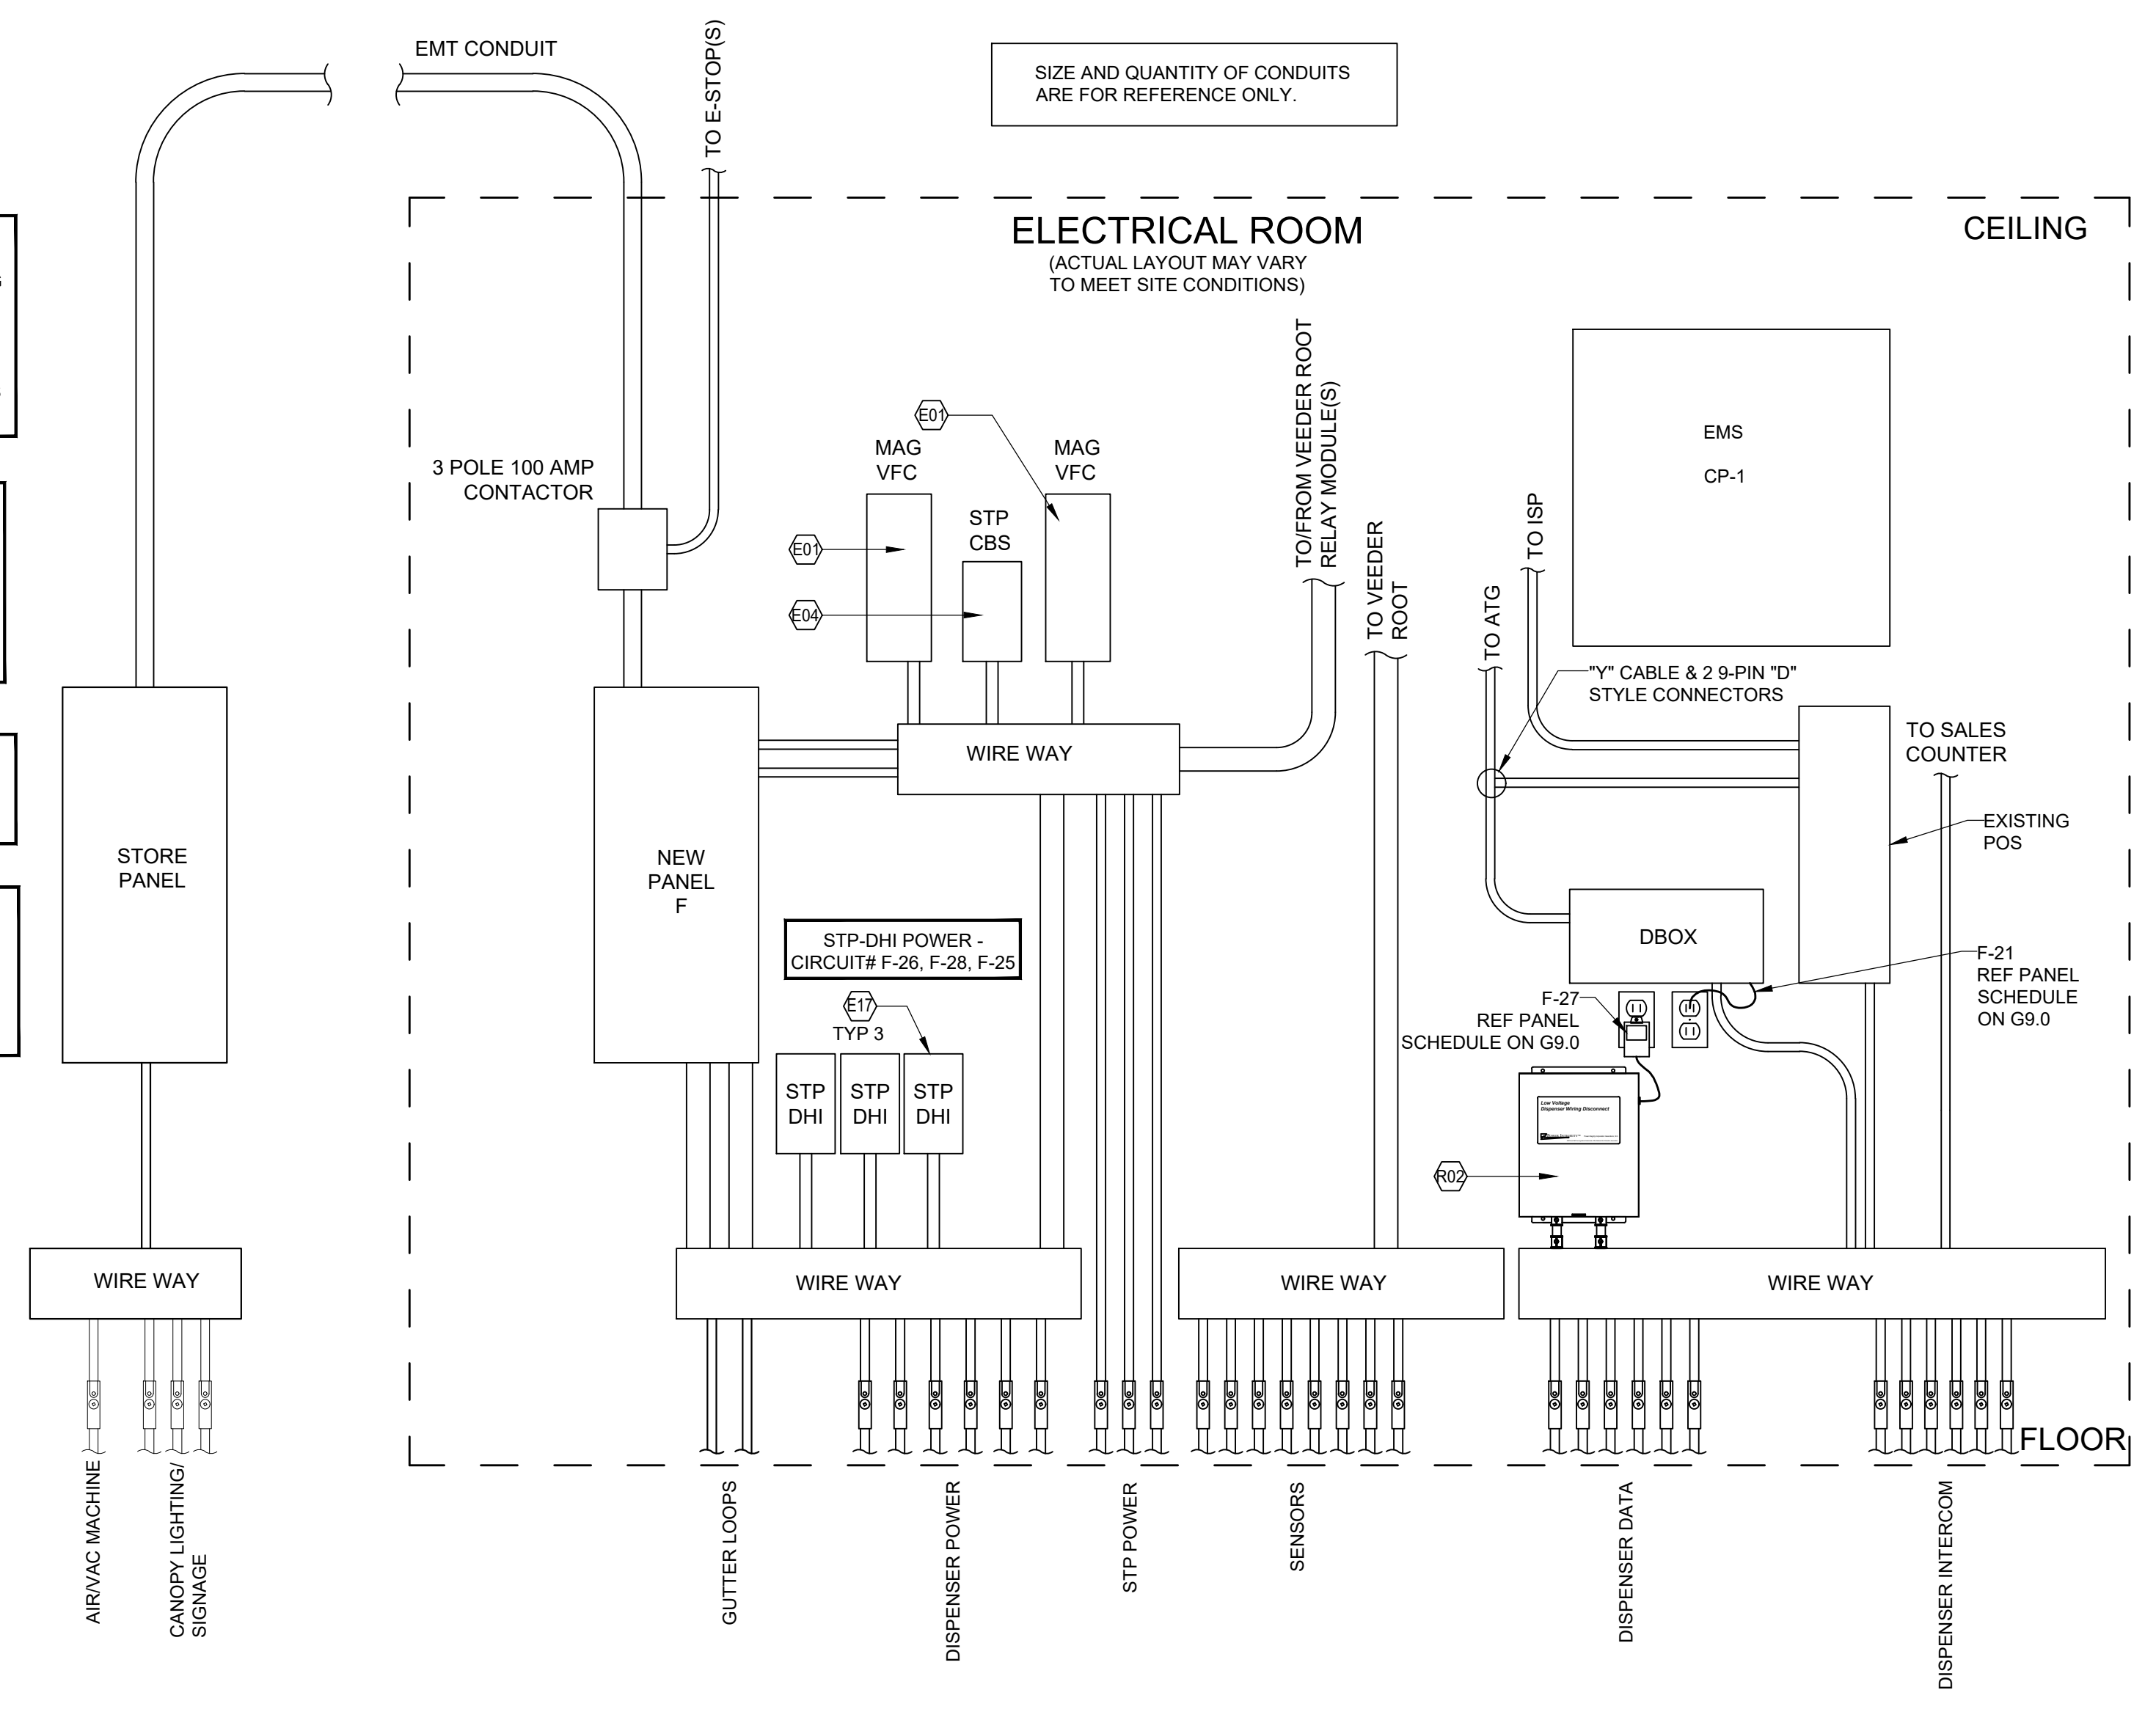 EMT CONDUIT
TO E-STOP(S)
SIZE AND QUANTITY OF CONDUITS
ARE FOR REFERENCE ONLY.
ELECTRICAL ROOM
(ACTUAL LAYOUT MAY VARY
TO MEET SITE CONDITIONS)
CEILING
3 POLE 100 AMP
CONTACTOR
E01
MAG
VFC
MAG
VFC
STP
CBS
E01
E04
TO/FROM VEEDER ROOT
RELAY MODULE(S)
TO VEEDER
ROOT
TO ATG
TO ISP
EMS
CP-1
"Y" CABLE & 2 9-PIN "D"
STYLE CONNECTORS
TO SALES
COUNTER
EXISTING
POS
WIRE WAY
STORE
PANEL
NEW
PANEL
F
STP-DHI POWER -
CIRCUIT# F-26, F-28, F-25
E17
TYP 3
STP
DHI
STP
DHI
STP
DHI
DBOX
F-21
REF PANEL
SCHEDULE
ON G9.0
F-27
REF PANEL
SCHEDULE ON G9.0
Low Voltage
Dispenser Wiring Disconnect
R02
WIRE WAY
WIRE WAY
WIRE WAY
WIRE WAY
FLOOR
AIR/VAC MACHINE
CANOPY LIGHTING/
SIGNAGE
GUTTER LOOPS
DISPENSER POWER
STP POWER
SENSORS
DISPENSER DATA
DISPENSER INTERCOM